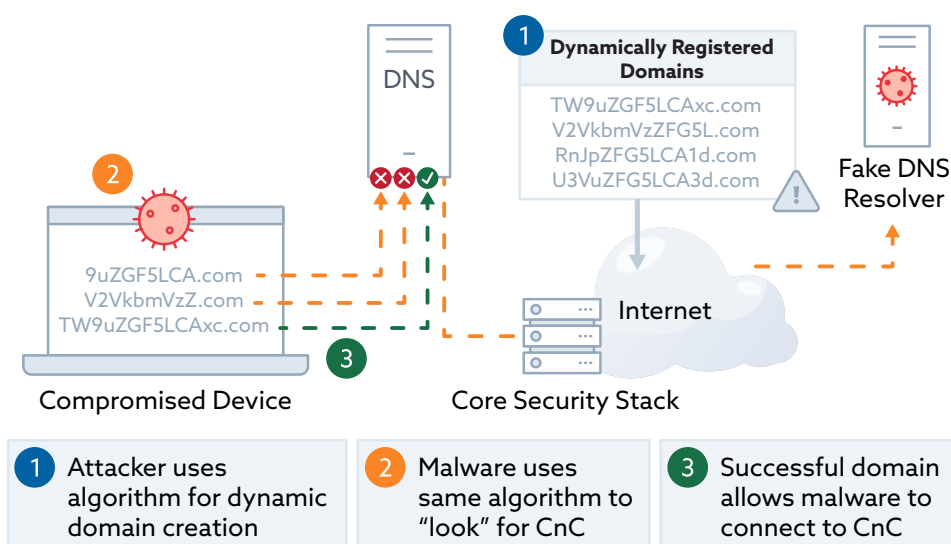 1
Dynamically Registered
Domains
TW9uZGF5LCAxc.com
V2VkbmVzZFG5L.com
RnJpZFG5LCA1d.com
U3VuZFG5LCA3d.com
DNS
Fake DNS
Resolver
2
9uZGF5LCA.com
V2VkbmVzZ.com
TW9uZGF5LCAxc.com
3
Internet
Compromised Device
Core Security Stack
1
Attacker uses
algorithm for dynamic
domain creation
2
Malware uses
same algorithm to
“look” for CnC
3
Successful domain
allows malware to
connect to CnC